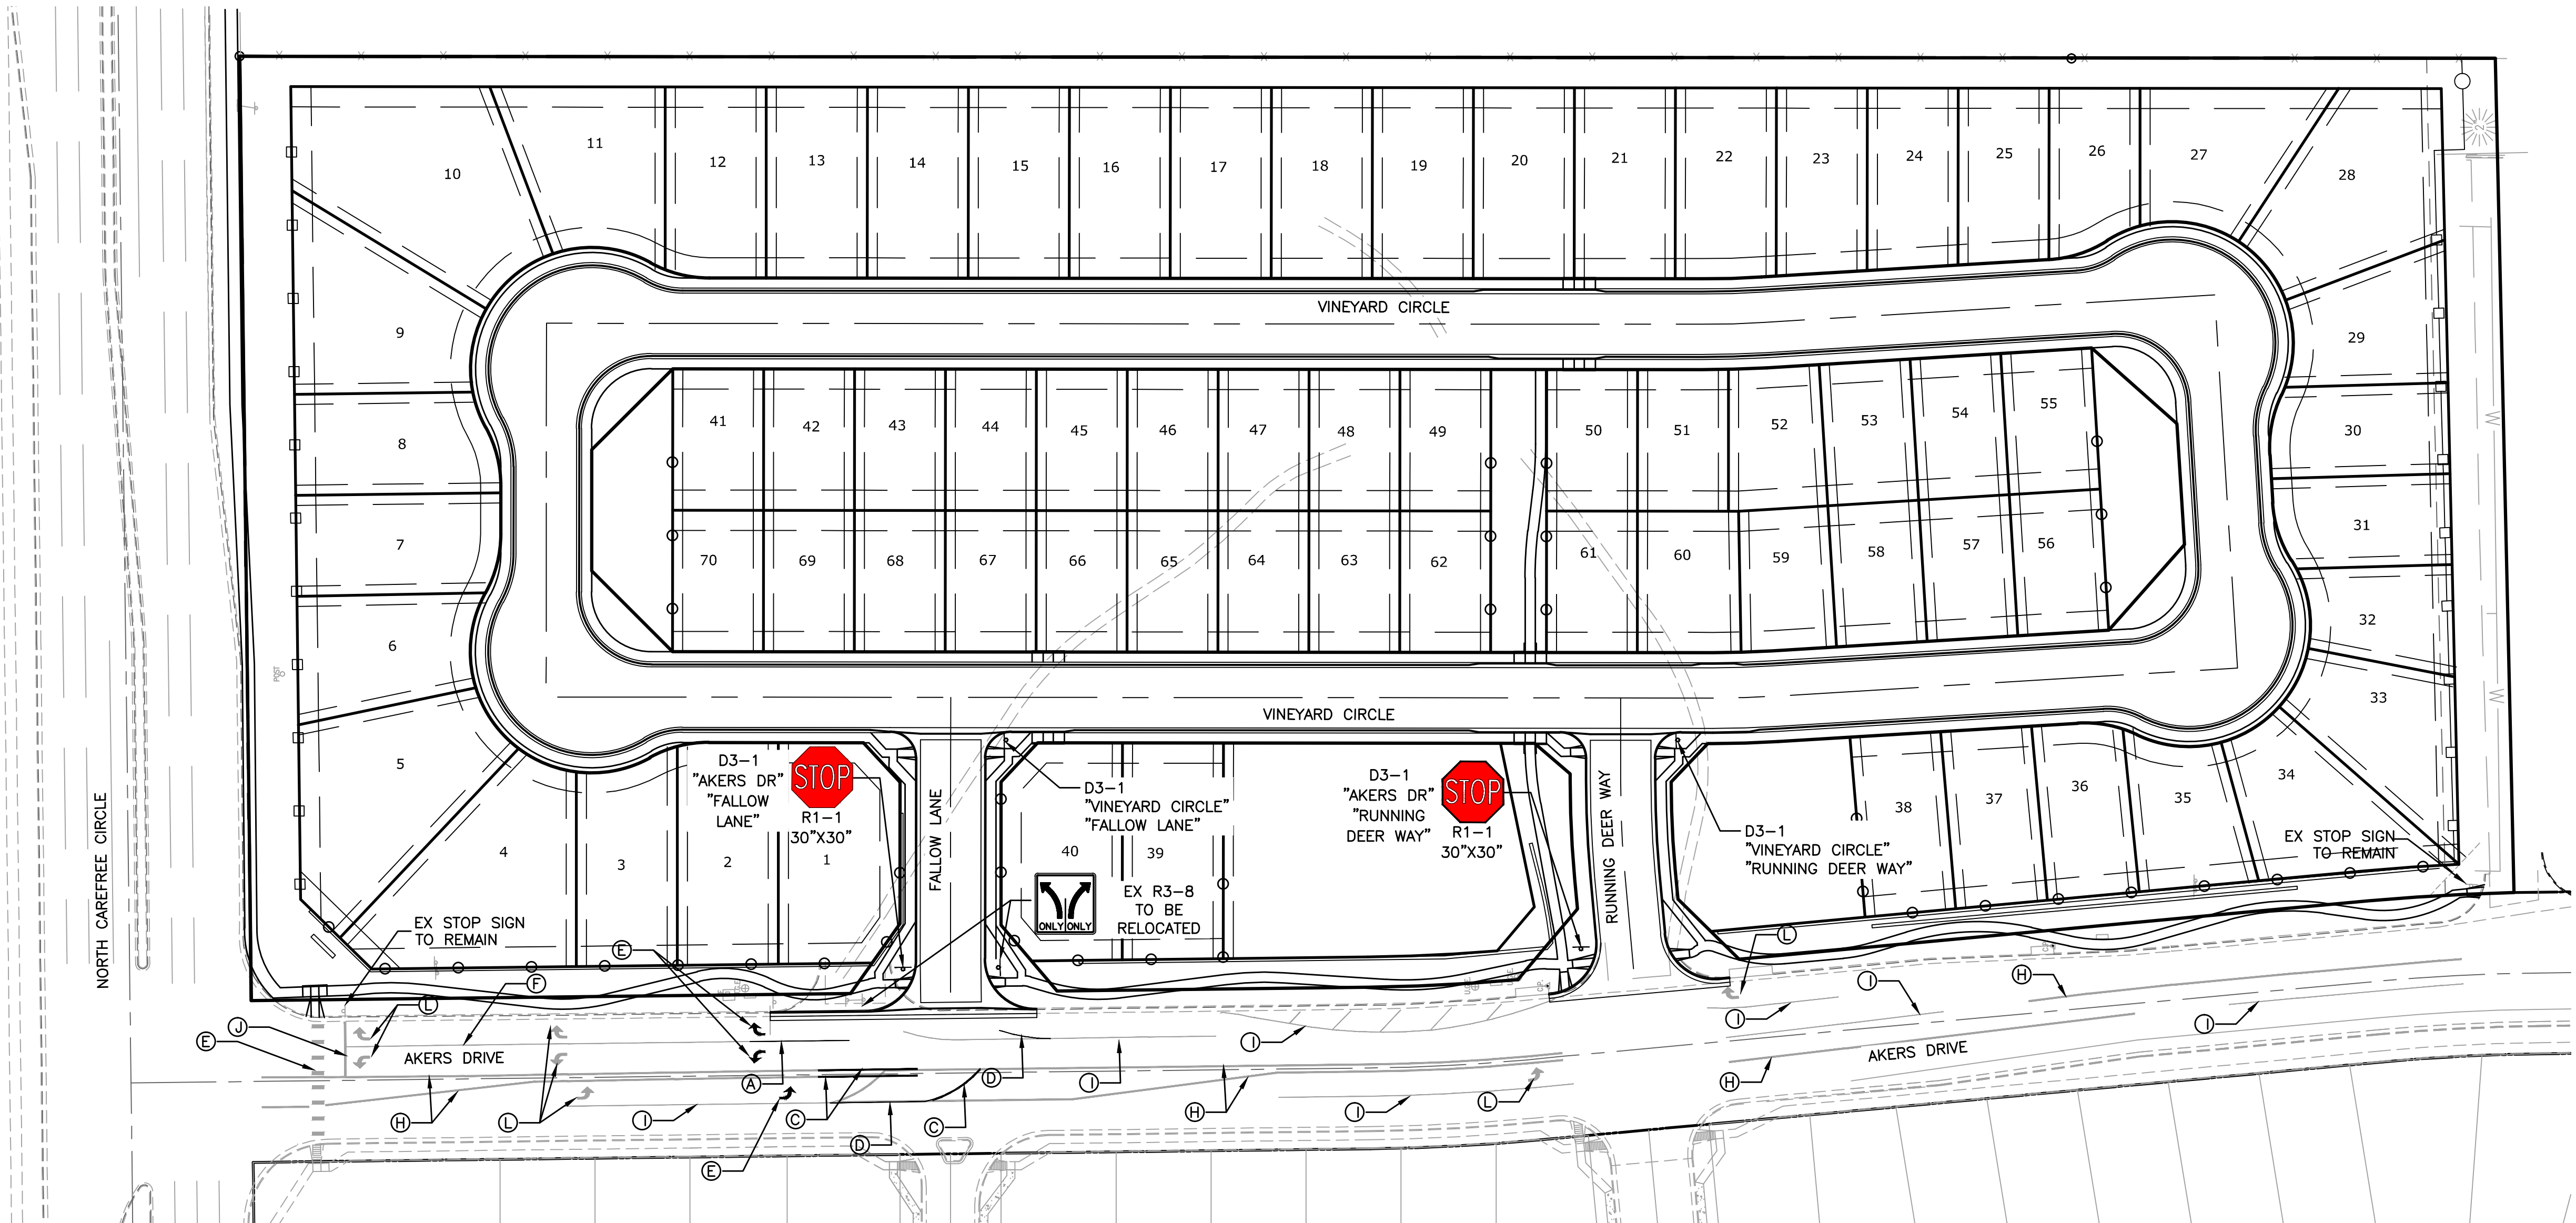 10
11
12
13
14
15
16
17
18
19
20
21
22
23
24
25
26
27
28
2
VINEYARD CIRCLE
9
29
41
42
43
44
45
46
47
48
49
50
51
52
53
54
55
W
8
30
7
31
70
69
68
67
66
65
64
63
62
61
60
59
58
57
56
6
32
POST
33
W
VINEYARD CIRCLE
5
34
D3-1
"AKERS DR"
"FALLOW
LANE"
STOP
R1-1
30"X30"
FALLOW LANE
D3-1
"VINEYARD CIRCLE"
"FALLOW LANE"
D3-1
"AKERS DR"
"RUNNING
DEER WAY"
STOP
R1-1
30"X30"
RUNNING DEER WAY
D3-1
"VINEYARD CIRCLE"
"RUNNING DEER WAY"
38
37
36
35
EX STOP SIGN
TO REMAIN
NORTH CAREFREE CIRCLE
4
3
2
1
40
39
ONLY ONLY
EX R3-8
TO BE
RELOCATED
EX STOP SIGN
TO REMAIN
E
F
L
L
H
I
J
E
AKERS DRIVE
A
D
I
I
I
I
AKERS DRIVE
H
H
L
I
C
D
C
E
H
I
L
H